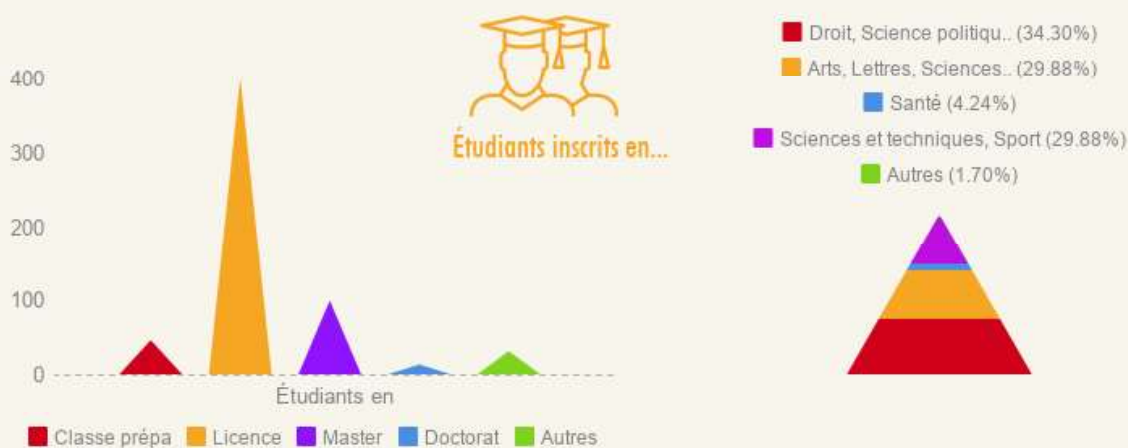 400
300
200
100
0
Étudiants en
Classe prépa Licence Master Doctorat Autres
Étudiants inscrits en...
Droit, Science politiqu.. (34.30%)
Arts, Lettres, Sciences.. (29.88%)
Santé (4.24%)
Sciences et techniques, Sport (29.88%)
Autres (1.70%)